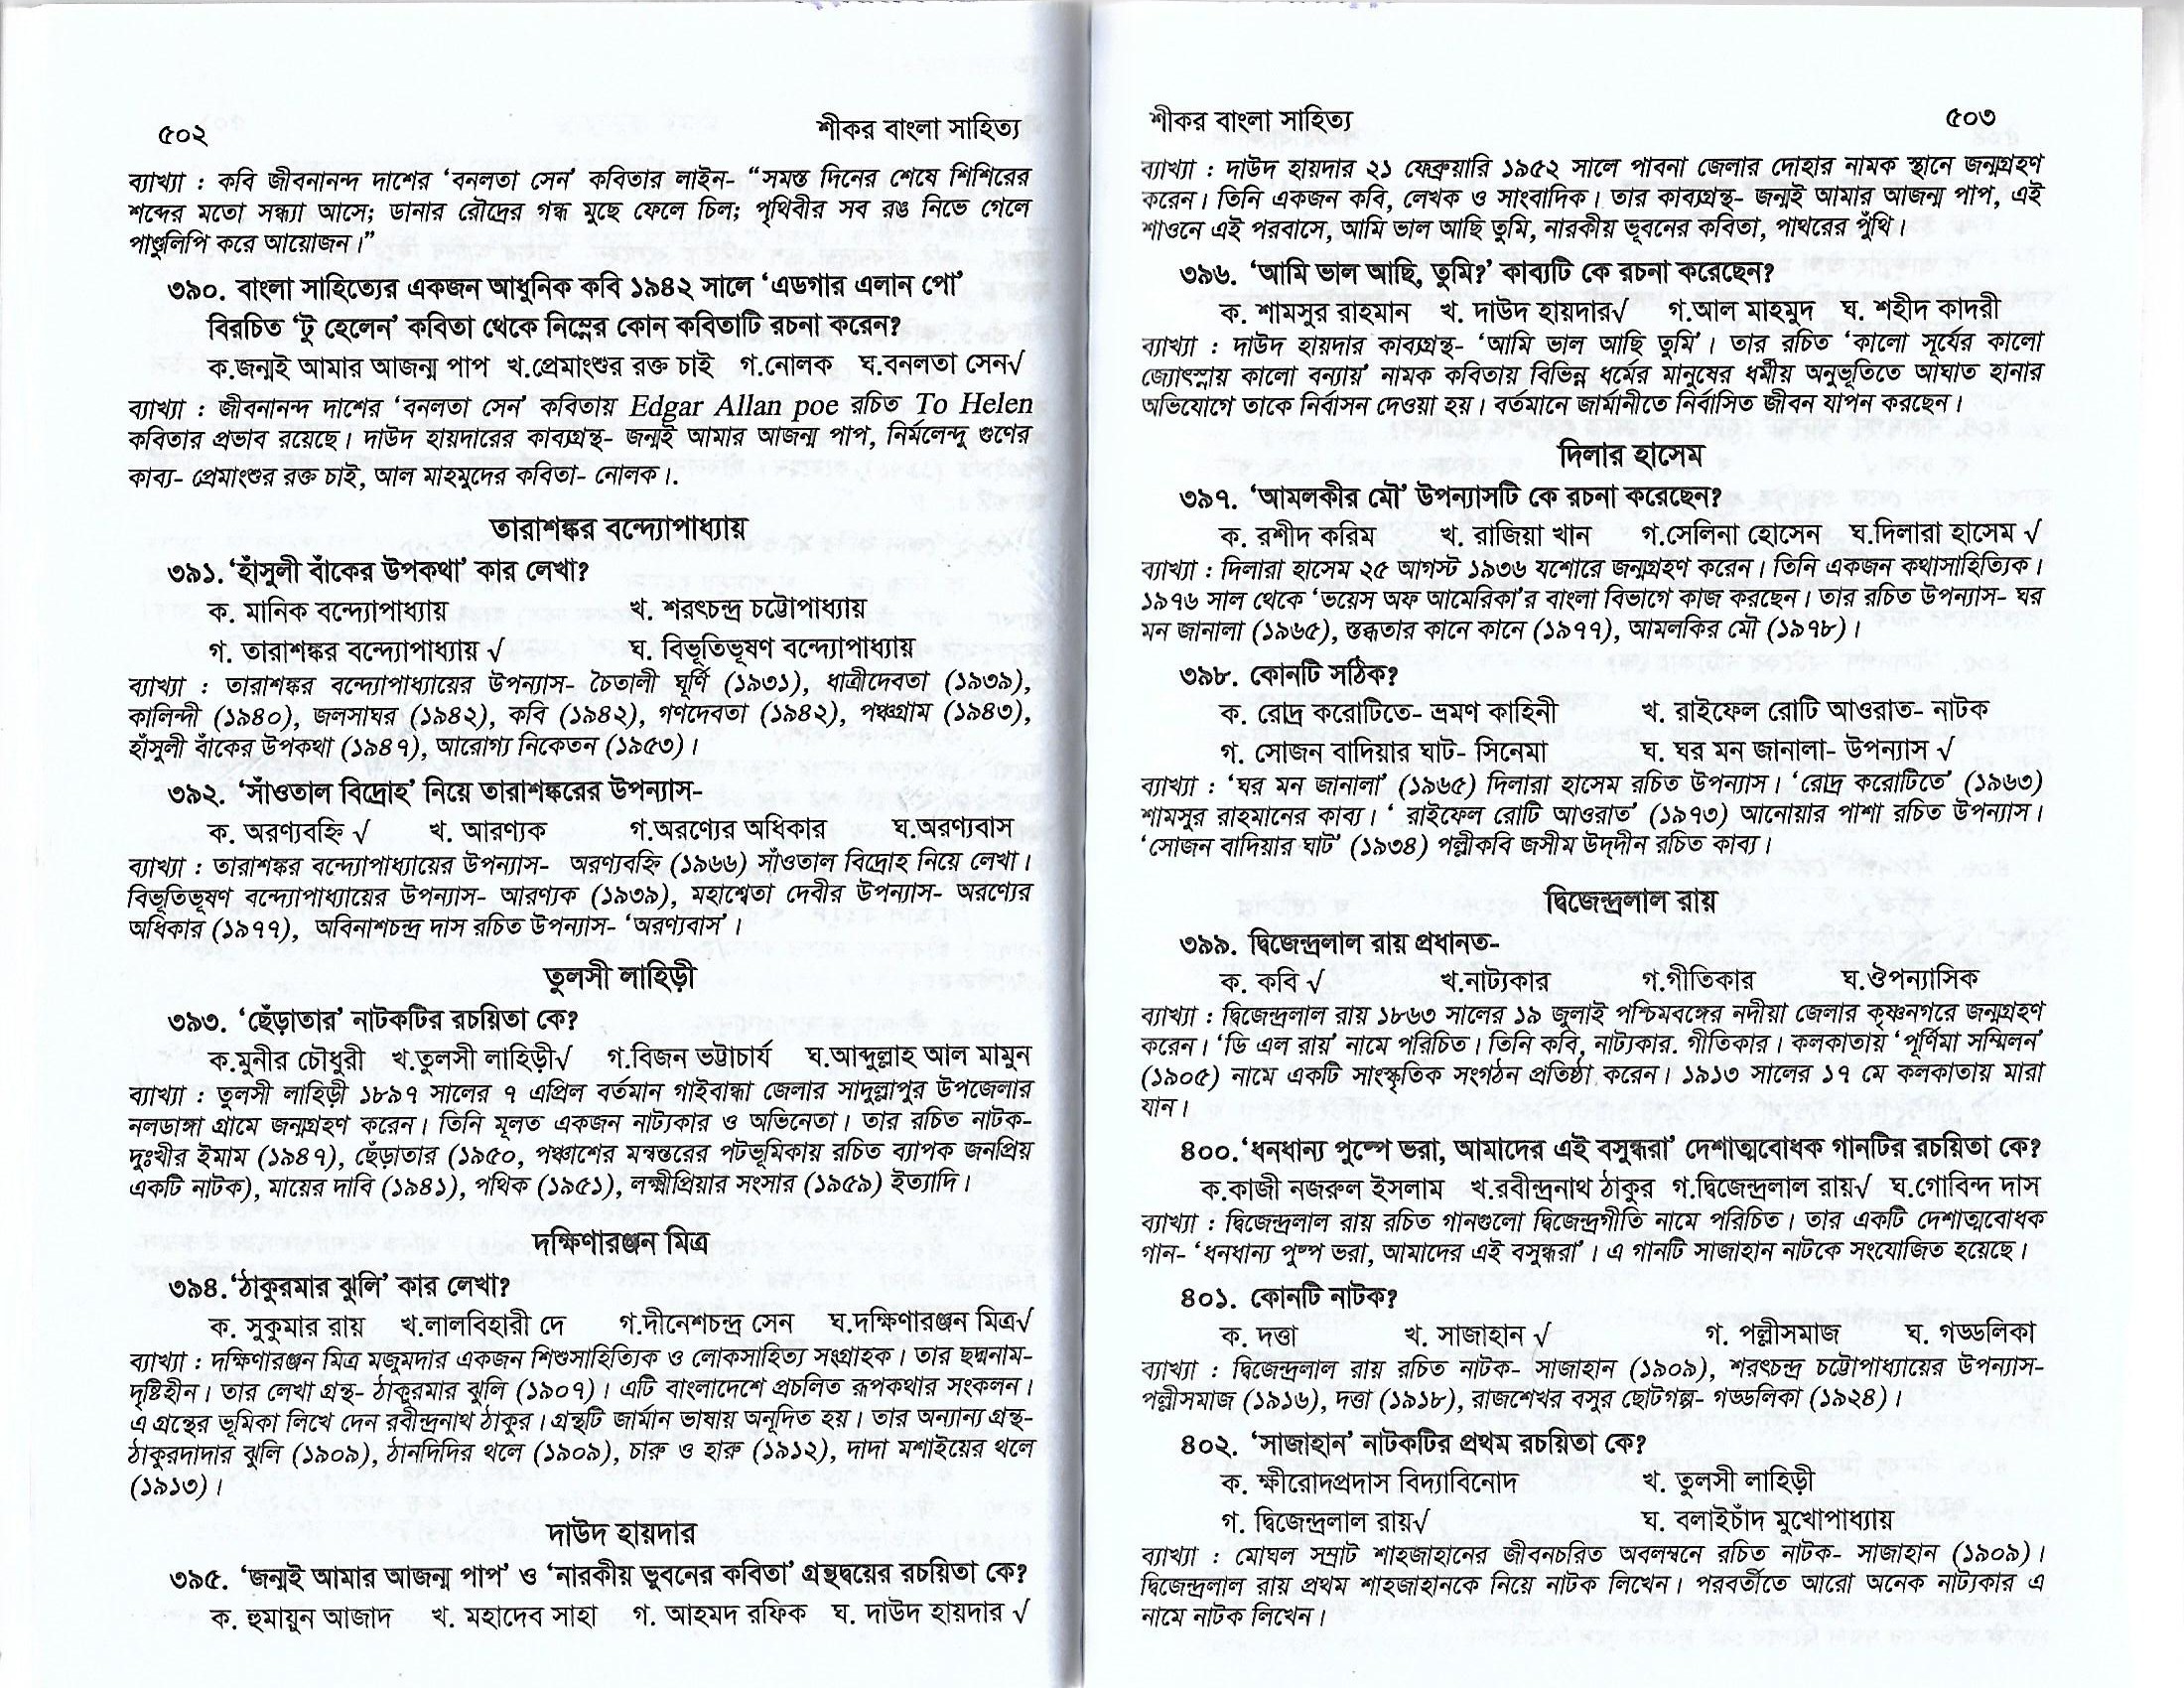 ৫০২ শীকর বাংলা সাহিত্য
ব্যাখ্যা : কবি জীবনানন্দ দাশের ‘বনলতা সেন’ কবিতার লাইন- “সমস্ত দিনের শেষে শিশিরের
শব্দের মতো সন্ধ্যা আসে; ডানার রৌদ্রের গন্ধ মুছে ফেলে চিল; পৃথিবীর সব রঙ নিভে গেলে
পাণ্ডুলিপি করে আয়োজন।”
৩৯০. বাংলা সাহিত্যের একজন আধুনিক কবি ১৯৪২ সালে ‘এডগার এলান পো’
বিরচিত ‘টু হেলেন’ কবিতা থেকে নিম্নের কোন কবিতাটি রচনা করেন?
ক.জন্মই আমার আজন্ম পাপ খ.প্রেমাংশুর রক্ত চাই গ.নোলক ঘ.বনলতা সেন√
ব্যাখ্যা : জীবনানন্দ দাশের ‘বনলতা সেন’ কবিতায় Edgar Allan poe রচিত To Helen
কবিতার প্রভাব রয়েছে। দাউদ হায়দারের কাব্যগ্রন্থ- জন্মই আমার আজন্ম পাপ, নির্মলেন্দু গুণের
কাব্য- প্রেমাংশুর রক্ত চাই, আল মাহমুদের কবিতা- নোলক।.
তারাশঙ্কর বন্দ্যোপাধ্যায়
৩৯১. ‘হাঁসুলী বাঁকের উপকথা’ কার লেখা?
ক. মানিক বন্দ্যোপাধ্যায় খ. শরৎচন্দ্র চট্টোপাধ্যায়
গ. তারাশঙ্কর বন্দ্যোপাধ্যায় √ ঘ. বিভূতিভূষণ বন্দ্যোপাধ্যায়
ব্যাখ্যা : তারাশঙ্কর বন্দ্যোপাধ্যায়ের উপন্যাস- চৈতালী ঘূর্ণি (১৯৩১), ধাত্রীদেবতা (১৯৩৯),
কালিন্দী (১৯৪০), জলসাঘর (১৯৪২), কবি (১৯৪২), গণদেবতা (১৯৪২), পঞ্চগ্রাম (১৯৪৩),
হাঁসুলী বাঁকের উপকথা (১৯৪৭), আরোগ্য নিকেতন (১৯৫৩)।
৩৯২. ‘সাঁওতাল বিদ্রোহ’ নিয়ে তারাশঙ্করের উপন্যাস-
ক. অরণ্যবহ্নি √ খ. আরণ্যক গ.অরণ্যের অধিকার ঘ.অরণ্যবাস
ব্যাখ্যা : তারাশঙ্কর বন্দ্যোপাধ্যায়ের উপন্যাস- অরণ্যবহ্নি (১৯৬৬) সাঁওতাল বিদ্রোহ নিয়ে লেখা।
বিভূতিভূষণ বন্দ্যোপাধ্যায়ের উপন্যাস- আরণ্যক (১৯৩৯), মহাশ্বেতা দেবীর উপন্যাস- অরণ্যের
অধিকার (১৯৭৭), অবিনাশচন্দ্র দাস রচিত উপন্যাস- ‘অরণ্যবাস’।
তুলসী লাহিড়ী
৩৯৩. ‘ছেঁড়াতার’ নাটকটির রচয়িতা কে?
ক.মুনীর চৌধুরী খ.তুলসী লাহিড়ী√ গ.বিজন ভট্টাচার্য ঘ.আব্দুল্লাহ আল মামুন
ব্যাখ্যা : তুলসী লাহিড়ী ১৮৯৭ সালের ৭ এপ্রিল বর্তমান গাইবান্ধা জেলার সাদুল্লাপুর উপজেলার
নলডাঙ্গা গ্রামে জন্মগ্রহণ করেন। তিনি মূলত একজন নাট্যকার ও অভিনেতা। তার রচিত নাটক-
দুঃখীর ইমাম (১৯৪৭), ছেঁড়াতার (১৯৫০, পঞ্চাশের মন্বন্তরের পটভূমিকায় রচিত ব্যাপক জনপ্রিয়
একটি নাটক), মায়ের দাবি (১৯৪১), পথিক (১৯৫১), লক্ষ্মীপ্রিয়ার সংসার (১৯৫৯) ইত্যাদি।
দক্ষিণারঞ্জন মিত্র
৩৯৪. ‘ঠাকুরমার ঝুলি’ কার লেখা?
ক. সুকুমার রায় খ.লালবিহারী দে গ.দীনেশচন্দ্র সেন ঘ.দক্ষিণারঞ্জন মিত্র√
ব্যাখ্যা : দক্ষিণারঞ্জন মিত্র মজুমদার একজন শিশুসাহিত্যিক ও লোকসাহিত্য সংগ্রাহক। তার ছদ্মনাম-
দৃষ্টিহীন। তার লেখা গ্রন্থ- ঠাকুরমার ঝুলি (১৯০৭)। এটি বাংলাদেশে প্রচলিত রূপকথার সংকলন।
এ গ্রন্থের ভূমিকা লিখে দেন রবীন্দ্রনাথ ঠাকুর। গ্রন্থটি জার্মান ভাষায় অনূদিত হয়। তার অন্যান্য গ্রন্থ-
ঠাকুরদাদার ঝুলি (১৯০৯), ঠানদিদির থলে (১৯০৯), চারু ও হারু (১৯১২), দাদা মশাইয়ের থলে
(১৯১৩)।
দাউদ হায়দার
৩৯৫. ‘জন্মই আমার আজন্ম পাপ’ ও ‘নারকীয় ভুবনের কবিতা’ গ্রন্থদ্বয়ের রচয়িতা কে?
ক. হুমায়ুন আজাদ খ. মহাদেব সাহা গ. আহমদ রফিক ঘ. দাউদ হায়দার √
শীকর বাংলা সাহিত্য ৫০৩
ব্যাখ্যা : দাউদ হায়দার ২১ ফেব্রুয়ারি ১৯৫২ সালে পাবনা জেলার দোহার নামক স্থানে জন্মগ্রহণ
করেন। তিনি একজন কবি, লেখক ও সাংবাদিক। তার কাব্যগ্রন্থ- জন্মই আমার আজন্ম পাপ, এই
শাওনে এই পরবাসে, আমি ভাল আছি তুমি, নারকীয় ভূবনের কবিতা, পাথরের পুঁথি।
৩৯৬. ‘আমি ভাল আছি, তুমি?’ কাব্যটি কে রচনা করেছেন?
ক. শামসুর রাহমান খ. দাউদ হায়দার√ গ.আল মাহমুদ ঘ. শহীদ কাদরী
ব্যাখ্যা : দাউদ হায়দার কাব্যগ্রন্থ- ‘আমি ভাল আছি তুমি’। তার রচিত ‘কালো সূর্যের কালো
জ্যোৎস্নায় কালো বন্যায়’ নামক কবিতায় বিভিন্ন ধর্মের মানুষের ধর্মীয় অনুভূতিতে আঘাত হানার
অভিযোগে তাকে নির্বাসন দেওয়া হয়। বর্তমানে জার্মানীতে নির্বাসিত জীবন যাপন করছেন।
দিলার হাসেম
৩৯৭. ‘আমলকীর মৌ’ উপন্যাসটি কে রচনা করেছেন?
ক. রশীদ করিম খ. রাজিয়া খান গ.সেলিনা হোসেন ঘ.দিলারা হাসেম √
ব্যাখ্যা : দিলারা হাসেম ২৫ আগস্ট ১৯৩৬ যশোরে জন্মগ্রহণ করেন। তিনি একজন কথাসাহিত্যিক।
১৯৭৬ সাল থেকে ‘ভয়েস অফ আমেরিকা’র বাংলা বিভাগে কাজ করছেন। তার রচিত উপন্যাস- ঘর
মন জানালা (১৯৬৫), স্তব্ধতার কানে কানে (১৯৭৭), আমলকির মৌ (১৯৭৮)।
৩৯৮. কোনটি সঠিক?
ক. রোদ্র করোটিতে- ভ্রমণ কাহিনী খ. রাইফেল রোটি আওরাত- নাটক
গ. সোজন বাদিয়ার ঘাট- সিনেমা ঘ. ঘর মন জানালা- উপন্যাস √
ব্যাখ্যা : ‘ঘর মন জানালা’ (১৯৬৫) দিলারা হাসেম রচিত উপন্যাস। ‘রোদ্র করোটিতে’ (১৯৬৩)
শামসুর রাহমানের কাব্য। ‘ রাইফেল রোটি আওরাত’ (১৯৭৩) আনোয়ার পাশা রচিত উপন্যাস।
‘সোজন বাদিয়ার ঘাট’ (১৯৩৪) পল্লীকবি জসীম উদ্‌দীন রচিত কাব্য।
দ্বিজেন্দ্রলাল রায়
৩৯৯. দ্বিজেন্দ্রলাল রায় প্রধানত-
ক. কবি √ খ.নাট্যকার গ.গীতিকার ঘ.ঔপন্যাসিক
ব্যাখ্যা : দ্বিজেন্দ্রলাল রায় ১৮৬৩ সালের ১৯ জুলাই পশ্চিমবঙ্গের নদীয়া জেলার কৃষ্ণনগরে জন্মগ্রহণ
করেন। ‘ডি এল রায়’ নামে পরিচিত। তিনি কবি, নাট্যকার. গীতিকার। কলকাতায় ‘পূর্ণিমা সম্মিলন’
(১৯০৫) নামে একটি সাংস্কৃতিক সংগঠন প্রতিষ্ঠা করেন। ১৯১৩ সালের ১৭ মে কলকাতায় মারা
যান।
৪০০. ‘ধনধান্য পুষ্পে ভরা, আমাদের এই বসুন্ধরা’ দেশাত্মবোধক গানটির রচয়িতা কে?
ক.কাজী নজরুল ইসলাম খ.রবীন্দ্রনাথ ঠাকুর গ.দ্বিজেন্দ্রলাল রায়√ ঘ.গোবিন্দ দাস
ব্যাখ্যা : দ্বিজেন্দ্রলাল রায় রচিত গানগুলো দ্বিজেন্দ্রগীতি নামে পরিচিত। তার একটি দেশাত্মবোধক
গান- ‘ধনধান্য পুষ্প ভরা, আমাদের এই বসুন্ধরা’। এ গানটি সাজাহান নাটকে সংযোজিত হয়েছে।
৪০১. কোনটি নাটক?
ক. দত্তা খ. সাজাহান √ গ. পল্লীসমাজ ঘ. গড্ডলিকা
ব্যাখ্যা : দ্বিজেন্দ্রলাল রায় রচিত নাটক- সাজাহান (১৯০৯), শরৎচন্দ্র চট্টোপাধ্যায়ের উপন্যাস-
পল্লীসমাজ (১৯১৬), দত্তা (১৯১৮), রাজশেখর বসুর ছোটগল্প- গড্ডলিকা (১৯২৪)।
৪০২. ‘সাজাহান’ নাটকটির প্রথম রচয়িতা কে?
ক. ক্ষীরোদপ্রদাস বিদ্যাবিনোদ খ. তুলসী লাহিড়ী
গ. দ্বিজেন্দ্রলাল রায়√ ঘ. বলাইচাঁদ মুখোপাধ্যায়
ব্যাখ্যা : মোঘল সম্রাট শাহজাহানের জীবনচরিত অবলম্বনে রচিত নাটক- সাজাহান (১৯০৯)।
দ্বিজেন্দ্রলাল রায় প্রথম শাহজাহানকে নিয়ে নাটক লিখেন। পরবর্তীতে আরো অনেক নাট্যকার এ
নামে নাটক লিখেন।